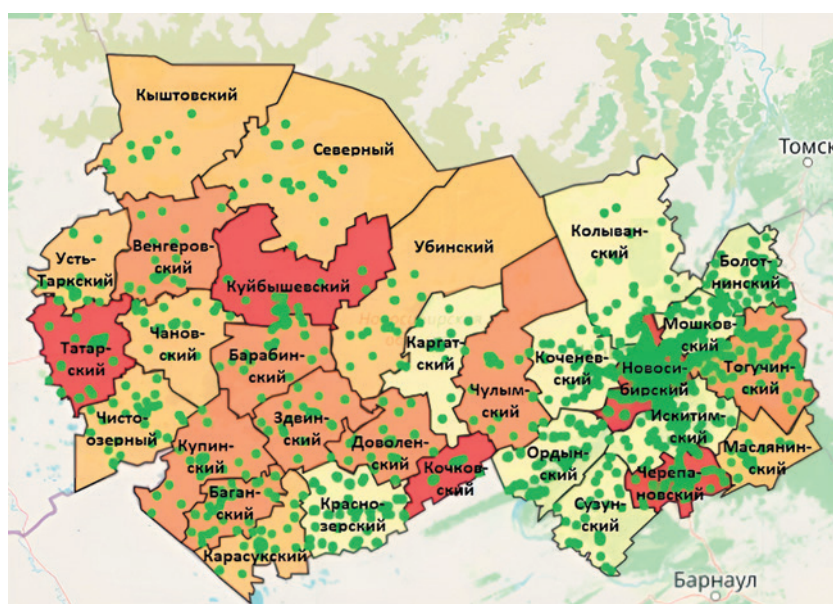 Кыштовский
Северный
Томск
Усть-
Таркский
Венгеров-
ский
Убинский
Колыван-
ский
Болот-
нинский
Куйбышевский
Татар-
ский
Чановс-
ский
Барабин-
ский
Каргат-
ский
Коченев-
ский
Мошков-
ский
Новоси-
бирский
Тогучин-
ский
Чулым-
ский
Чисто-
озерный
Здвин-
ский
Искитим-
ский
Купин-
ский
Доволен-
ский
Кочков-
ский
Ордын-
ский
Маслянин-
ский
Баган-
ский
Красно-
зерский
Черепа-
новский
Сузун-
ский
Карасукский
Барнаул